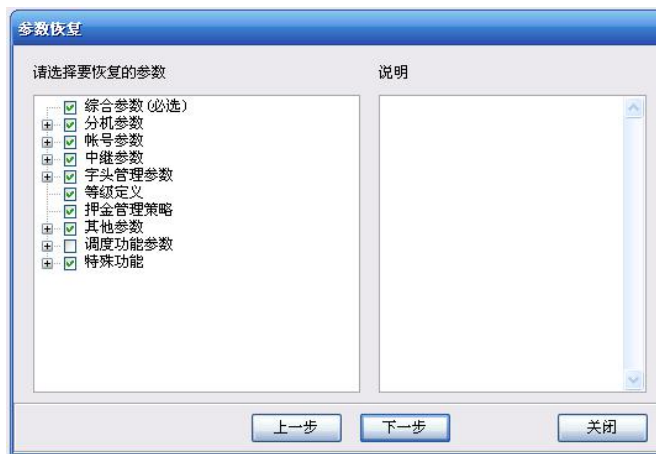 参数恢复
请选择要恢复的参数
说明
综合参数(必选)
分机参数
帐号参数
中继参数
字头管理参数
等级定义
押金管理策略
其他参数
调度功能参数
特殊功能
上一步
下一步
关闭